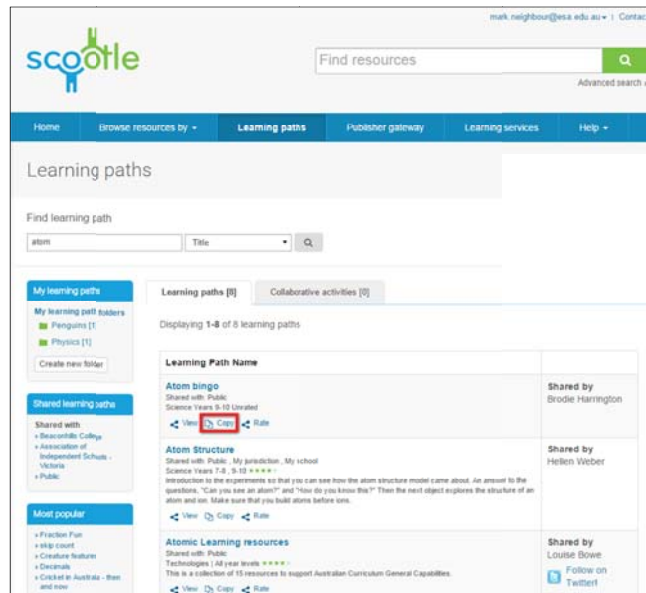 mark.neighbour@esa.edu.au | Contac
scootle
Find resources
Advanced search
Home Browse resources by Learning paths Publisher gateway Learning services Help
Learning paths
Find learning path
atom Title
My learning paths
My learning path folders
Penguins [1
Physics [1]
Create new folder
Shared learning paths
Shared with
» Beaconhills College
» Association of
Independent Schools -
Victoria
» Public
Most popular
» Fraction Fun
» skip count
» Creature features
» Decimals
» Cricket in Australia - then
and now
Learning paths [8] Collaborative activities [0]
Displaying 1-8 of 8 learning paths
Learning Path Name
Atom bingo
Shared with: Public
Science Years 9-10 Unrated
View Copy Rate
Shared by
Brodie Harrington
Atom Structure
Shared with: Public , My jurisdiction , My school
Science Years 7-8 , 9-10 ★★★★
Introduction to the experiments so that you can see how the atom structure model came about. An answer to the
questions, "Can you see an atom?" and "How do you know this?" Then the next object explores the structure of an
atom and ion. Make sure that you build atoms before ions.
View Copy Rate
Shared by
Hellen Weber
Atomic Learning resources
Shared with: Public
Technologies | All year levels ★★★★
This is a collection of 15 resources to support Australian Curriculum General Capabilities.
View Copy Rate
Shared by
Louise Bowe
Follow on
Twitter!